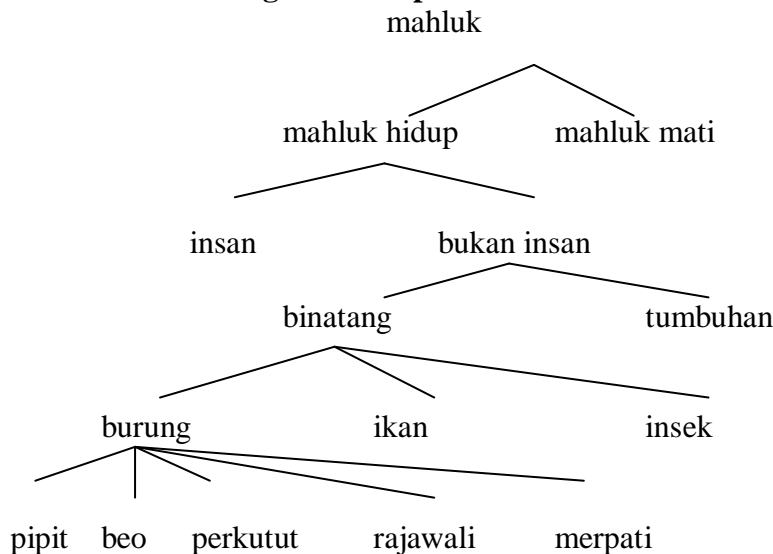 mahluk
mahluk hidup mahluk mati
insan bukan insan
binatang tumbuhan
burung ikan insek
pipit beo perkutut rajawali merpati